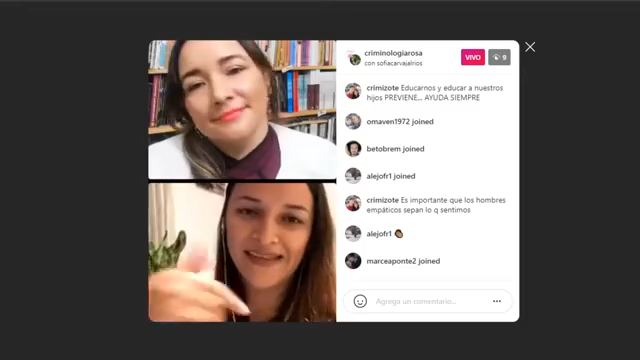 criminologiarosa
con sofiacarvajalrios
VIVO
9
crimizote Educarnos y educar a nuestros
hijos PREVIENE... AYUDA SIEMPRE
omaven1972 joined
betobrem joined
alejofr1 joined
crimizote Es importante que los hombres
empáticos sepan lo q sentimos
alejofr1
marceaponte2 joined
Agrega un comentario...